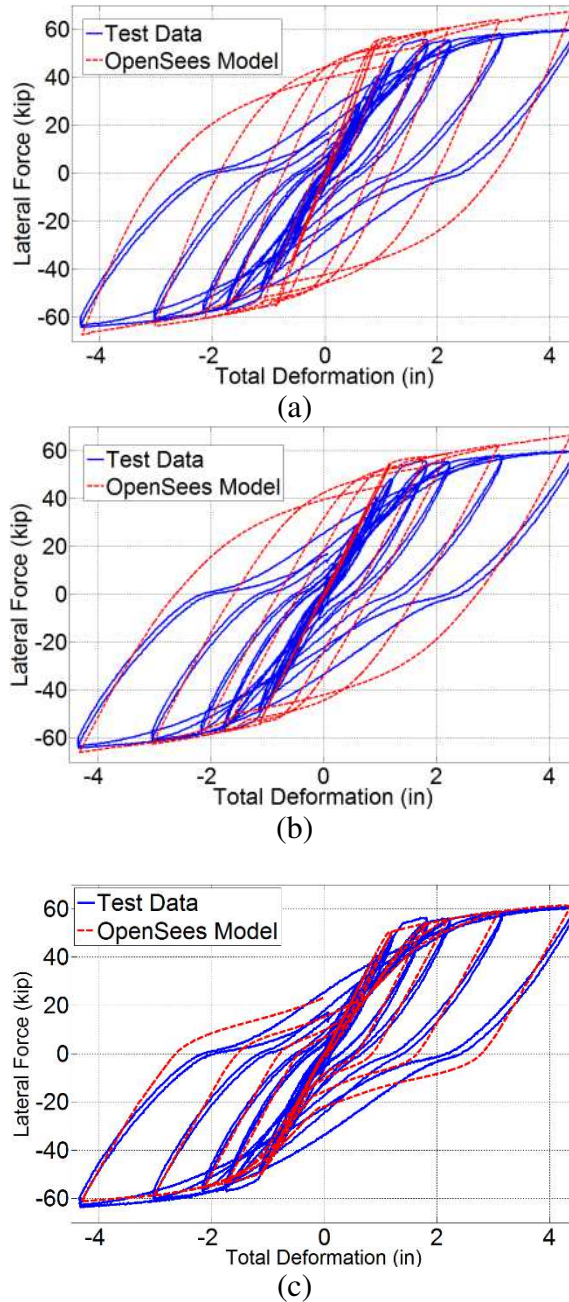 60
40
20
0
-20
-40
-60
Lateral Force (kip)
Test Data
OpenSees Model
-4 -2 0 2 4
Total Deformation (in)
(a)
60
40
20
0
-20
-40
-60
Lateral Force (kip)
Test Data
OpenSees Model
-4 -2 0 2 4
Total Deformation (in)
(b)
60
40
20
0
-20
-40
-60
Lateral Force (kip)
Test Data
OpenSees Model
-4 -2 0 2 4
Total Deformation (in)
(c)